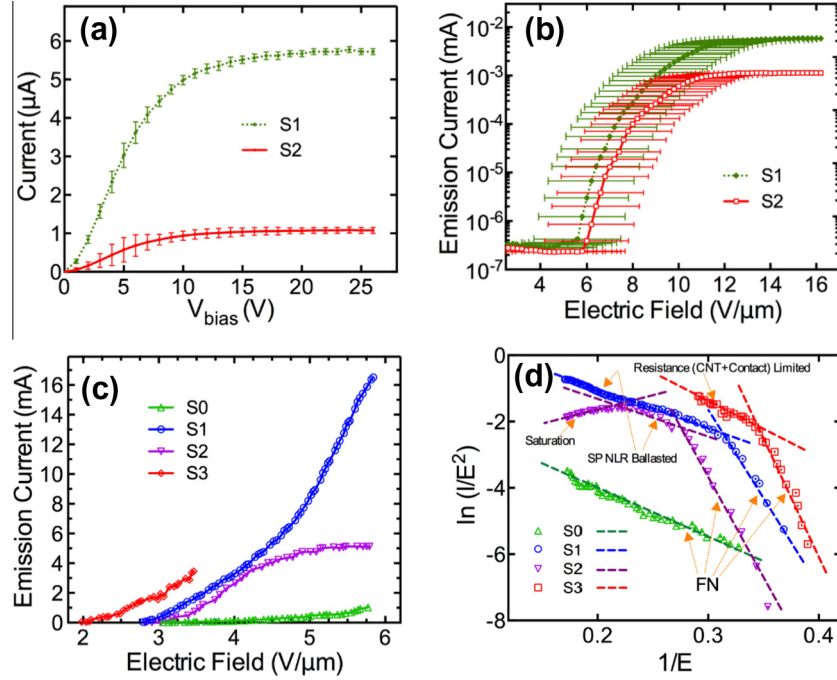 (a)
Current (µA)
6
5
4
3
2
1
0
S1
S2
0 5 10 15 20 25
V_bias (V)
(b)
Emission Current (mA)
10^-2
10^-3
10^-4
10^-5
10^-6
10^-7
S1
S2
4 6 8 10 12 14 16
Electric Field (V/µm)
(c)
Emission Current (mA)
16
14
12
10
8
6
4
2
0
S0
S1
S2
S3
2 3 4 5 6
Electric Field (V/µm)
(d)
ln (I/E^2)
0
-2
-4
-6
-8
Resistance (CNT+Contact) Limited
Saturation
SP NLR Ballasted
S0
S1
S2
S3
FN
0.2 0.3 0.4
1/E